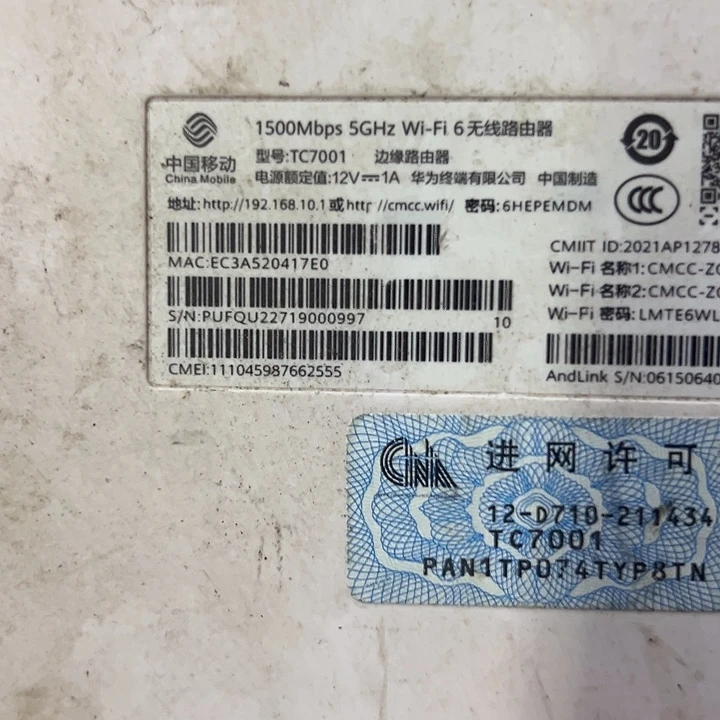 中国移动
China Mobile
1500Mbps 5GHz Wi-Fi 6无线路由器
型号:TC7001 边缘路由器
电源额定值:12V⎓1A 华为终端有限公司 中国制造
地址: http://192.168.10.1 或 http://cmcc.wifi/ 密码:6HEPEMDM
20
CCC
MAC:EC3A520417E0
S/N:PUFQU22719000997 10
CMEI:111045987662555
CMIIT ID:2021AP1278
Wi-Fi 名称1:CMCC-Z
Wi-Fi 名称2:CMCC-Z
Wi-Fi 密码: LMTE6WL
AndLink S/N:06150640
CNA 进网许可
12-D710-211434
TC7001
PAN1TP074TYP8TN